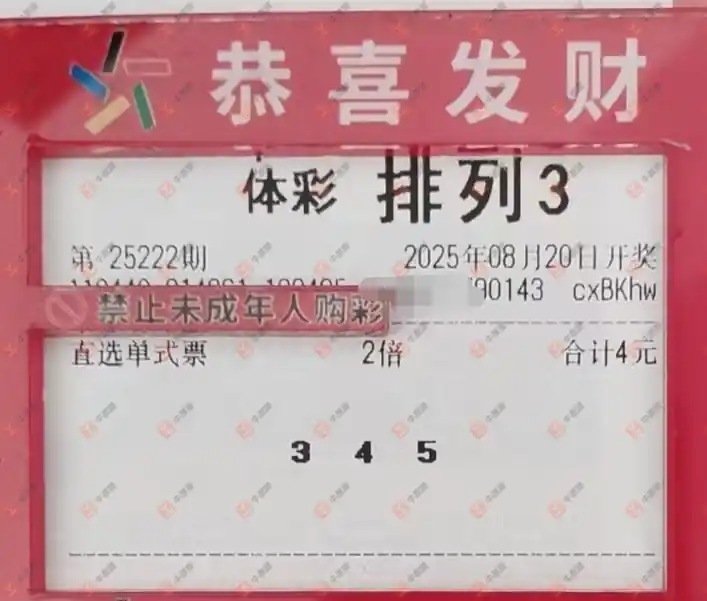 恭喜发财
体彩 排列3
第 25222期 2025年08月20日开奖
90143 cxBKhw
禁止未成年人购彩
直选单式票 2倍 合计4元
3 4 5